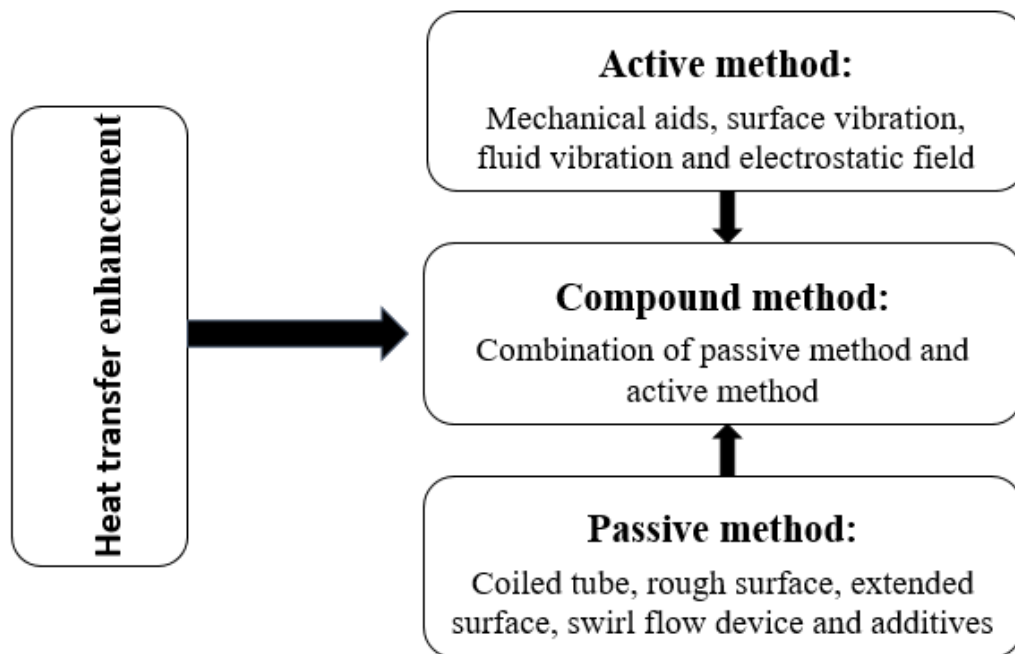 Heat transfer enhancement
Active method:
Mechanical aids, surface vibration,
fluid vibration and electrostatic field
Compound method:
Combination of passive method and
active method
Passive method:
Coiled tube, rough surface, extended
surface, swirl flow device and additives